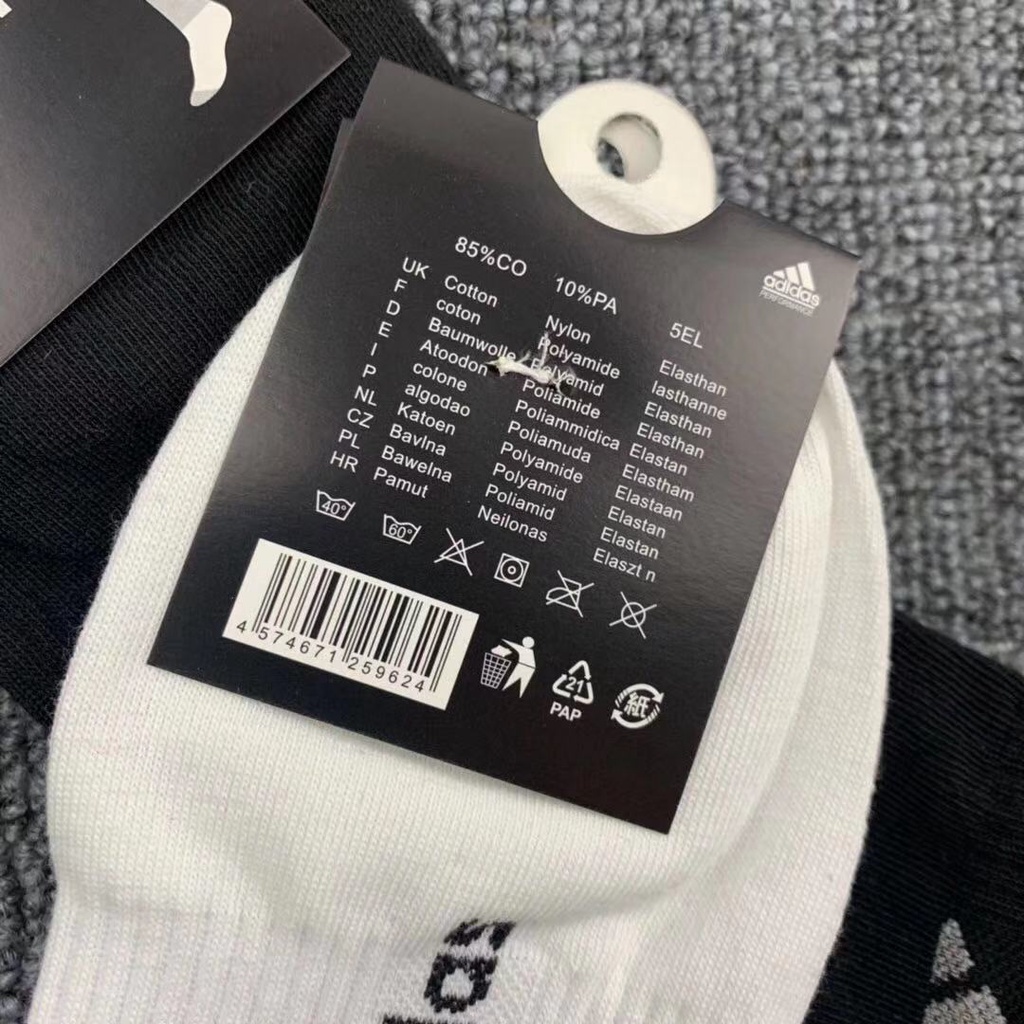 85%CO 10%PA 5EL
UK Cotton Nylon Elasthan
F coton Polyamide lasthanne
D Baumwolle Polyamid Elasthan
E Atoodon Poliamide Elasthan
I colone Poliammidica Elastan
P algodao Poliamuda Elastham
NL Katoen Polyamide Elastaan
CZ Bavlna Polyamid Elastan
PL Bawelna Poliamid Elastan
HR Pamut Neilonas Elaszt n
adidas
PERFORMANCE
40° 60°
4 574671 259624
21
PAP
紙